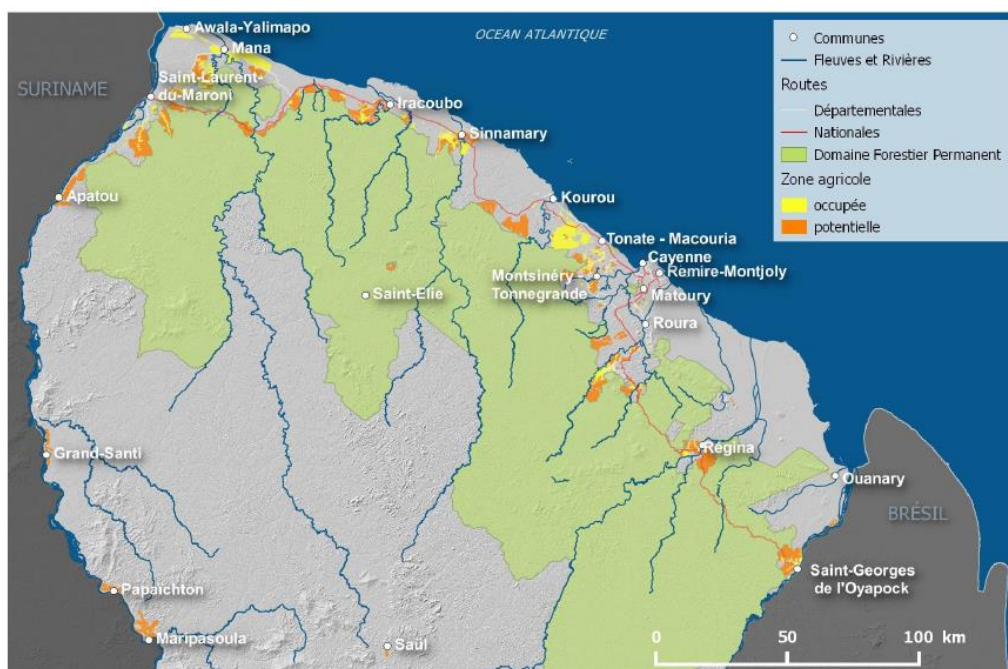 Awala-Yalimapo
Mana
OCEAN ATLANTIQUE
SURINAME
Saint-Laurent-
du-Maroni
Iracoubo
Sinnamary
Apatou
Kourou
Tonate - Macouria
Cayenne
Remire-Montjoly
Montsinéry
Tonnegrande
Matoury
Saint-Elie
Roura
Grand-Santi
Régina
Ouanary
BRÉSIL
Saint-Georges
de l'Oyapock
Papaïchton
Maripasoula
Saül
Communes
Fleuves et Rivières
Routes
Départementales
Nationales
Domaine Forestier Permanent
Zone agricole
occupée
potentielle
0 50 100 km